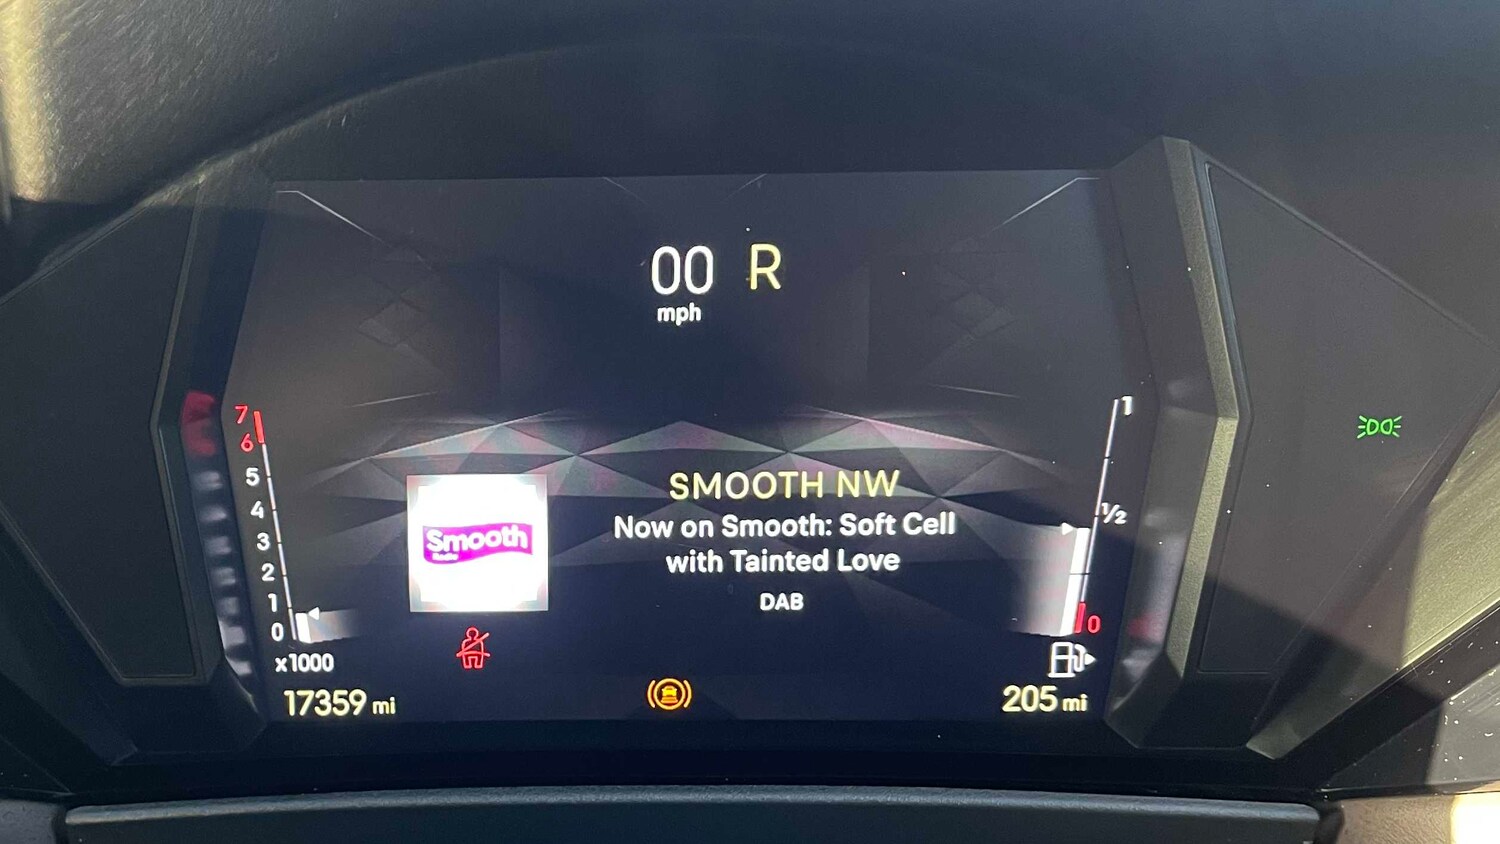 00 R
mph
7
6
5
4
3
2
1
0
x1000
1
½
0
Smooth
Radio
SMOOTH NW
Now on Smooth: Soft Cell
with Tainted Love
DAB
17359 mi
205 mi